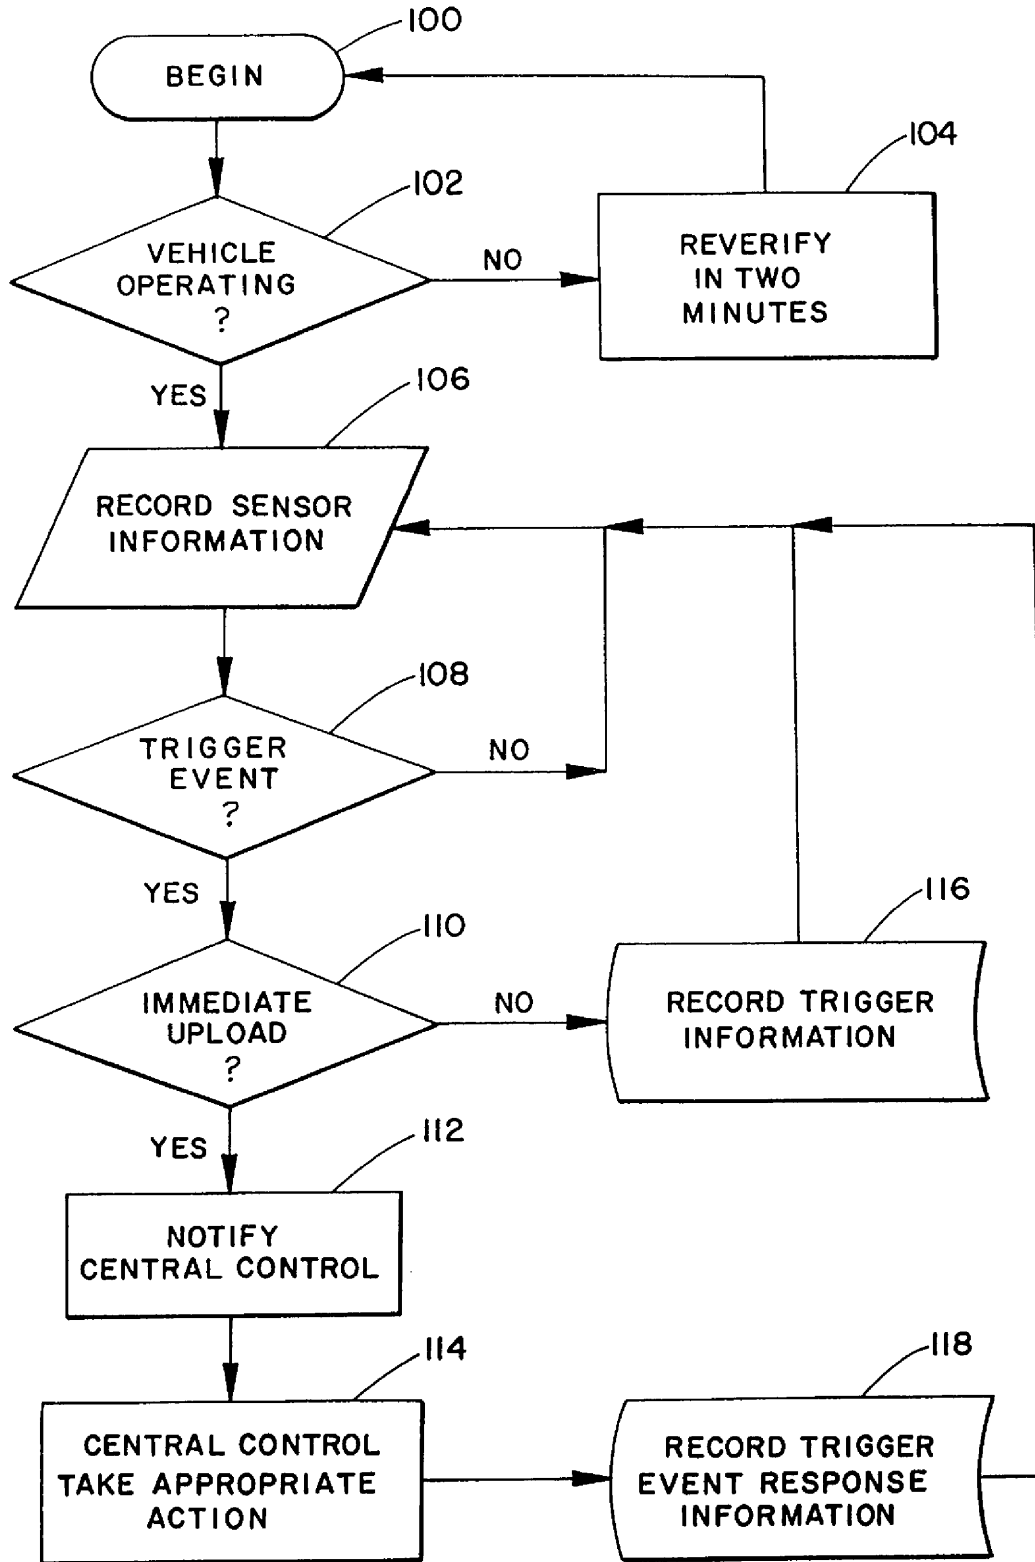 100
BEGIN
104
102
VEHICLE
OPERATING
?
NO
REVERIFY
IN TWO
MINUTES
YES
106
RECORD SENSOR
INFORMATION
108
TRIGGER
EVENT
?
NO
YES
116
110
IMMEDIATE
UPLOAD
?
NO
RECORD TRIGGER
INFORMATION
YES
112
NOTIFY
CENTRAL CONTROL
114
118
CENTRAL CONTROL
TAKE APPROPRIATE
ACTION
RECORD TRIGGER
EVENT RESPONSE
INFORMATION